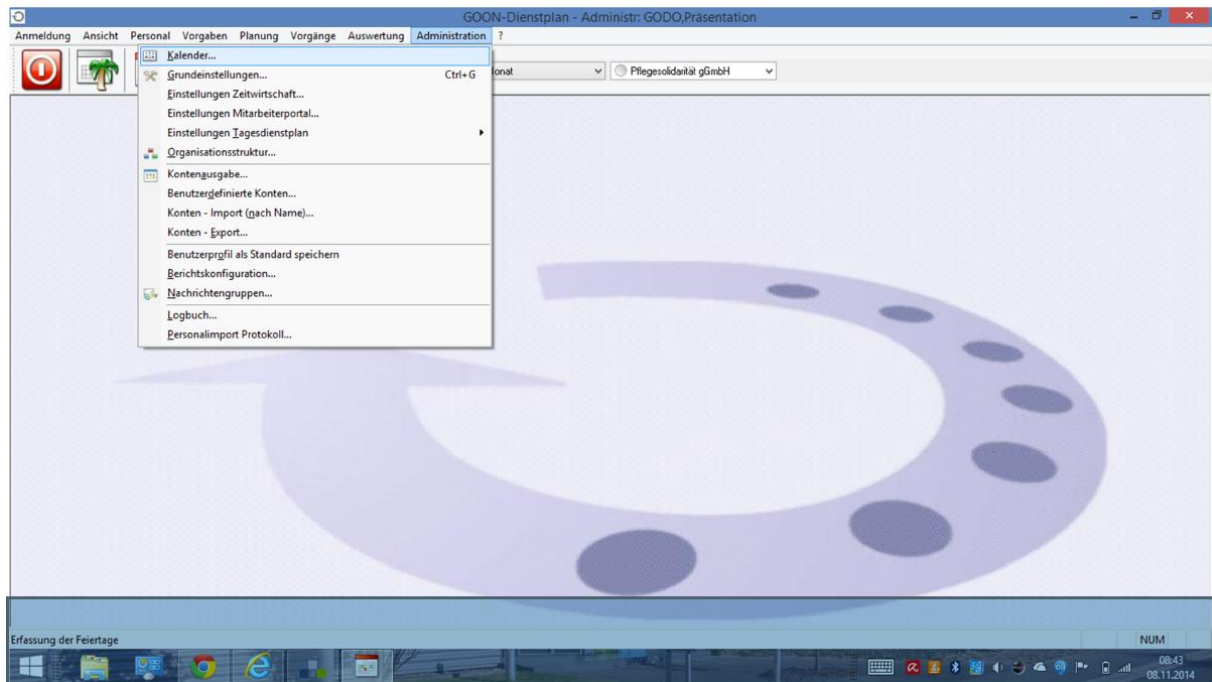 GOON-Dienstplan - Administr: GODO,Präsentation
Anmeldung Ansicht Personal Vorgaben Planung Vorgänge Auswertung Administration ?
onat Pflegesolidarität gGmbH
Kalender...
Grundeinstellungen... Ctrl+G
Einstellungen Zeitwirtschaft...
Einstellungen Mitarbeiterportal...
Einstellungen Tagesdienstplan
Organisationsstruktur...
Kontenausgabe...
Benutzerdefinierte Konten...
Konten - Import (nach Name)...
Konten - Export...
Benutzerprofil als Standard speichern
Berichtskonfiguration...
Nachrichtengruppen...
Logbuch...
Personalimport Protokoll...
Erfassung der Feiertage NUM
08:43
08.11.2014